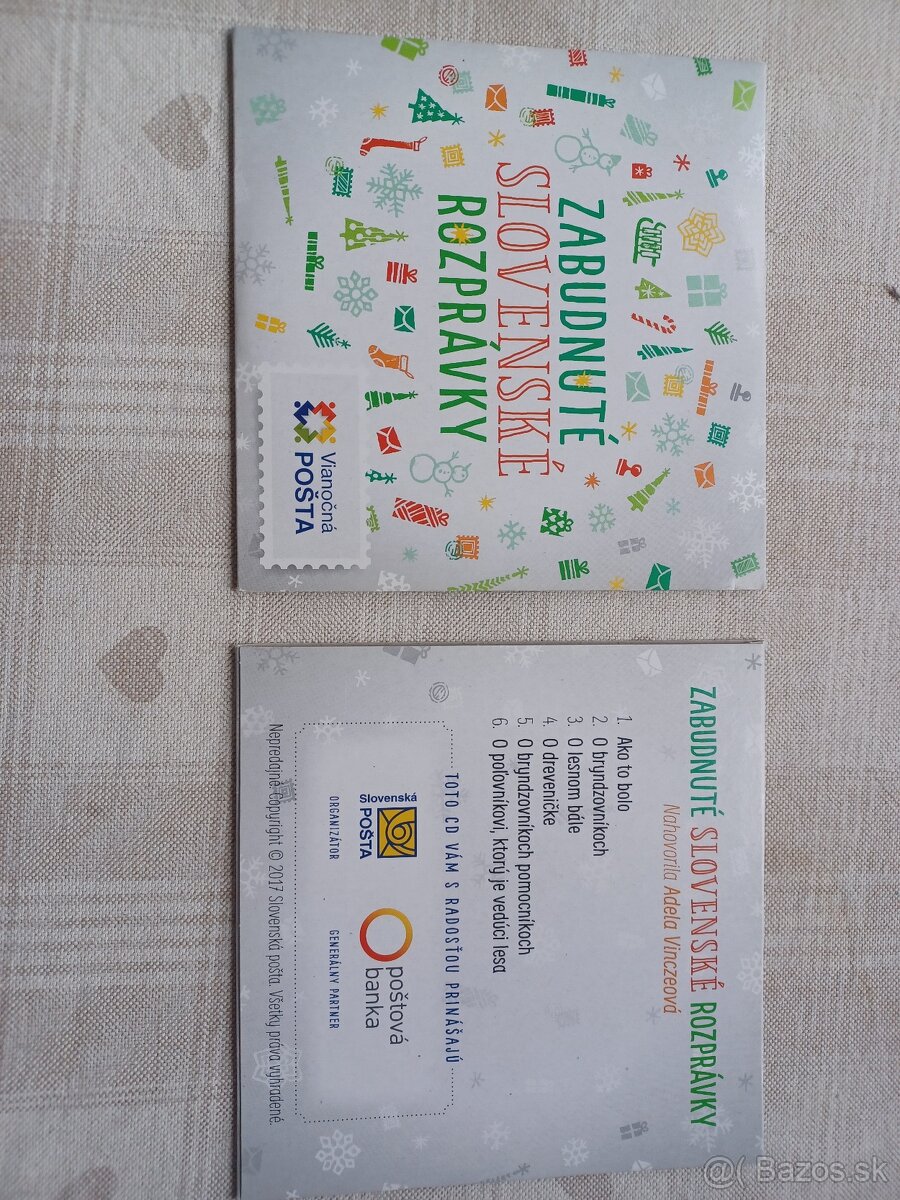 ZABUDNUTÉ
SLOVENSKÉ
ROZPRÁVKY
Vianočná
POŠTA
ZABUDNUTÉ SLOVENSKÉ ROZPRÁVKY
Nahovorila Adela Vinczeová
1. Ako to bolo
2. O bryndzovníkoch
3. O lesnom bále
4. O dreveničke
5. O bryndzovníkoch pomocníkoch
6. O poľovníkovi, ktorý je vedúci lesa
TOTO CD VÁM S RADOSŤOU PRINÁŠAJÚ
Slovenská
POŠTA
ORGANIZÁTOR
poštová
banka
GENERÁLNY PARTNER
Nepredajné. Copyright © 2017 Slovenská pošta. Všetky práva vyhradené.
@( Bazos.sk